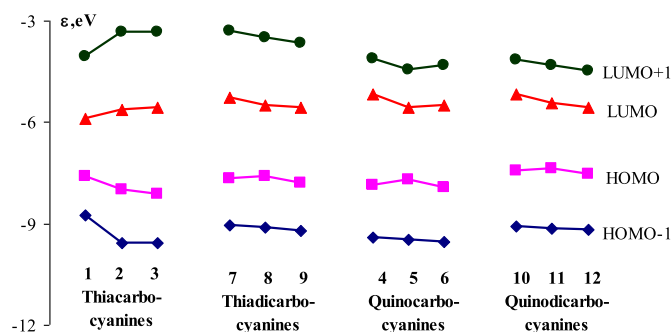 -3
ε,eV
LUMO+1
-6
LUMO
HOMO
-9
HOMO-1
1 2 3 7 8 9 4 5 6 10 11 12
Thiacarbo- Thiadicarbo- Quinocarbo- Quinodicarbo-
cyanines cyanines cyanines cyanines
-12